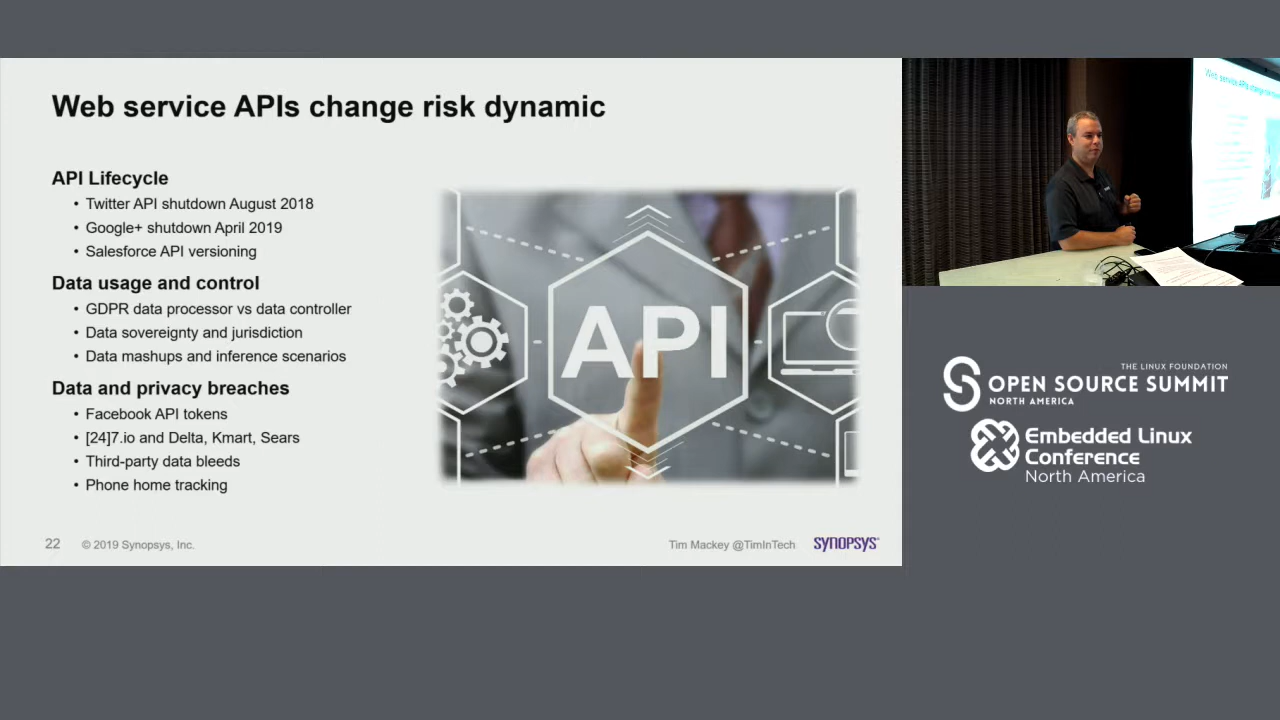 Web service APIs change risk dynamic
API Lifecycle
• Twitter API shutdown August 2018
• Google+ shutdown April 2019
• Salesforce API versioning
Data usage and control
• GDPR data processor vs data controller
• Data sovereignty and jurisdiction
• Data mashups and inference scenarios
Data and privacy breaches
• Facebook API tokens
• [24]7.io and Delta, Kmart, Sears
• Third-party data bleeds
• Phone home tracking
API
22 © 2019 Synopsys, Inc.
Tim Mackey @TimInTech SYNOPSYS®
Web service APIs change
THE LINUX FOUNDATION
OPEN SOURCE SUMMIT
NORTH AMERICA
Embedded Linux
Conference
North America